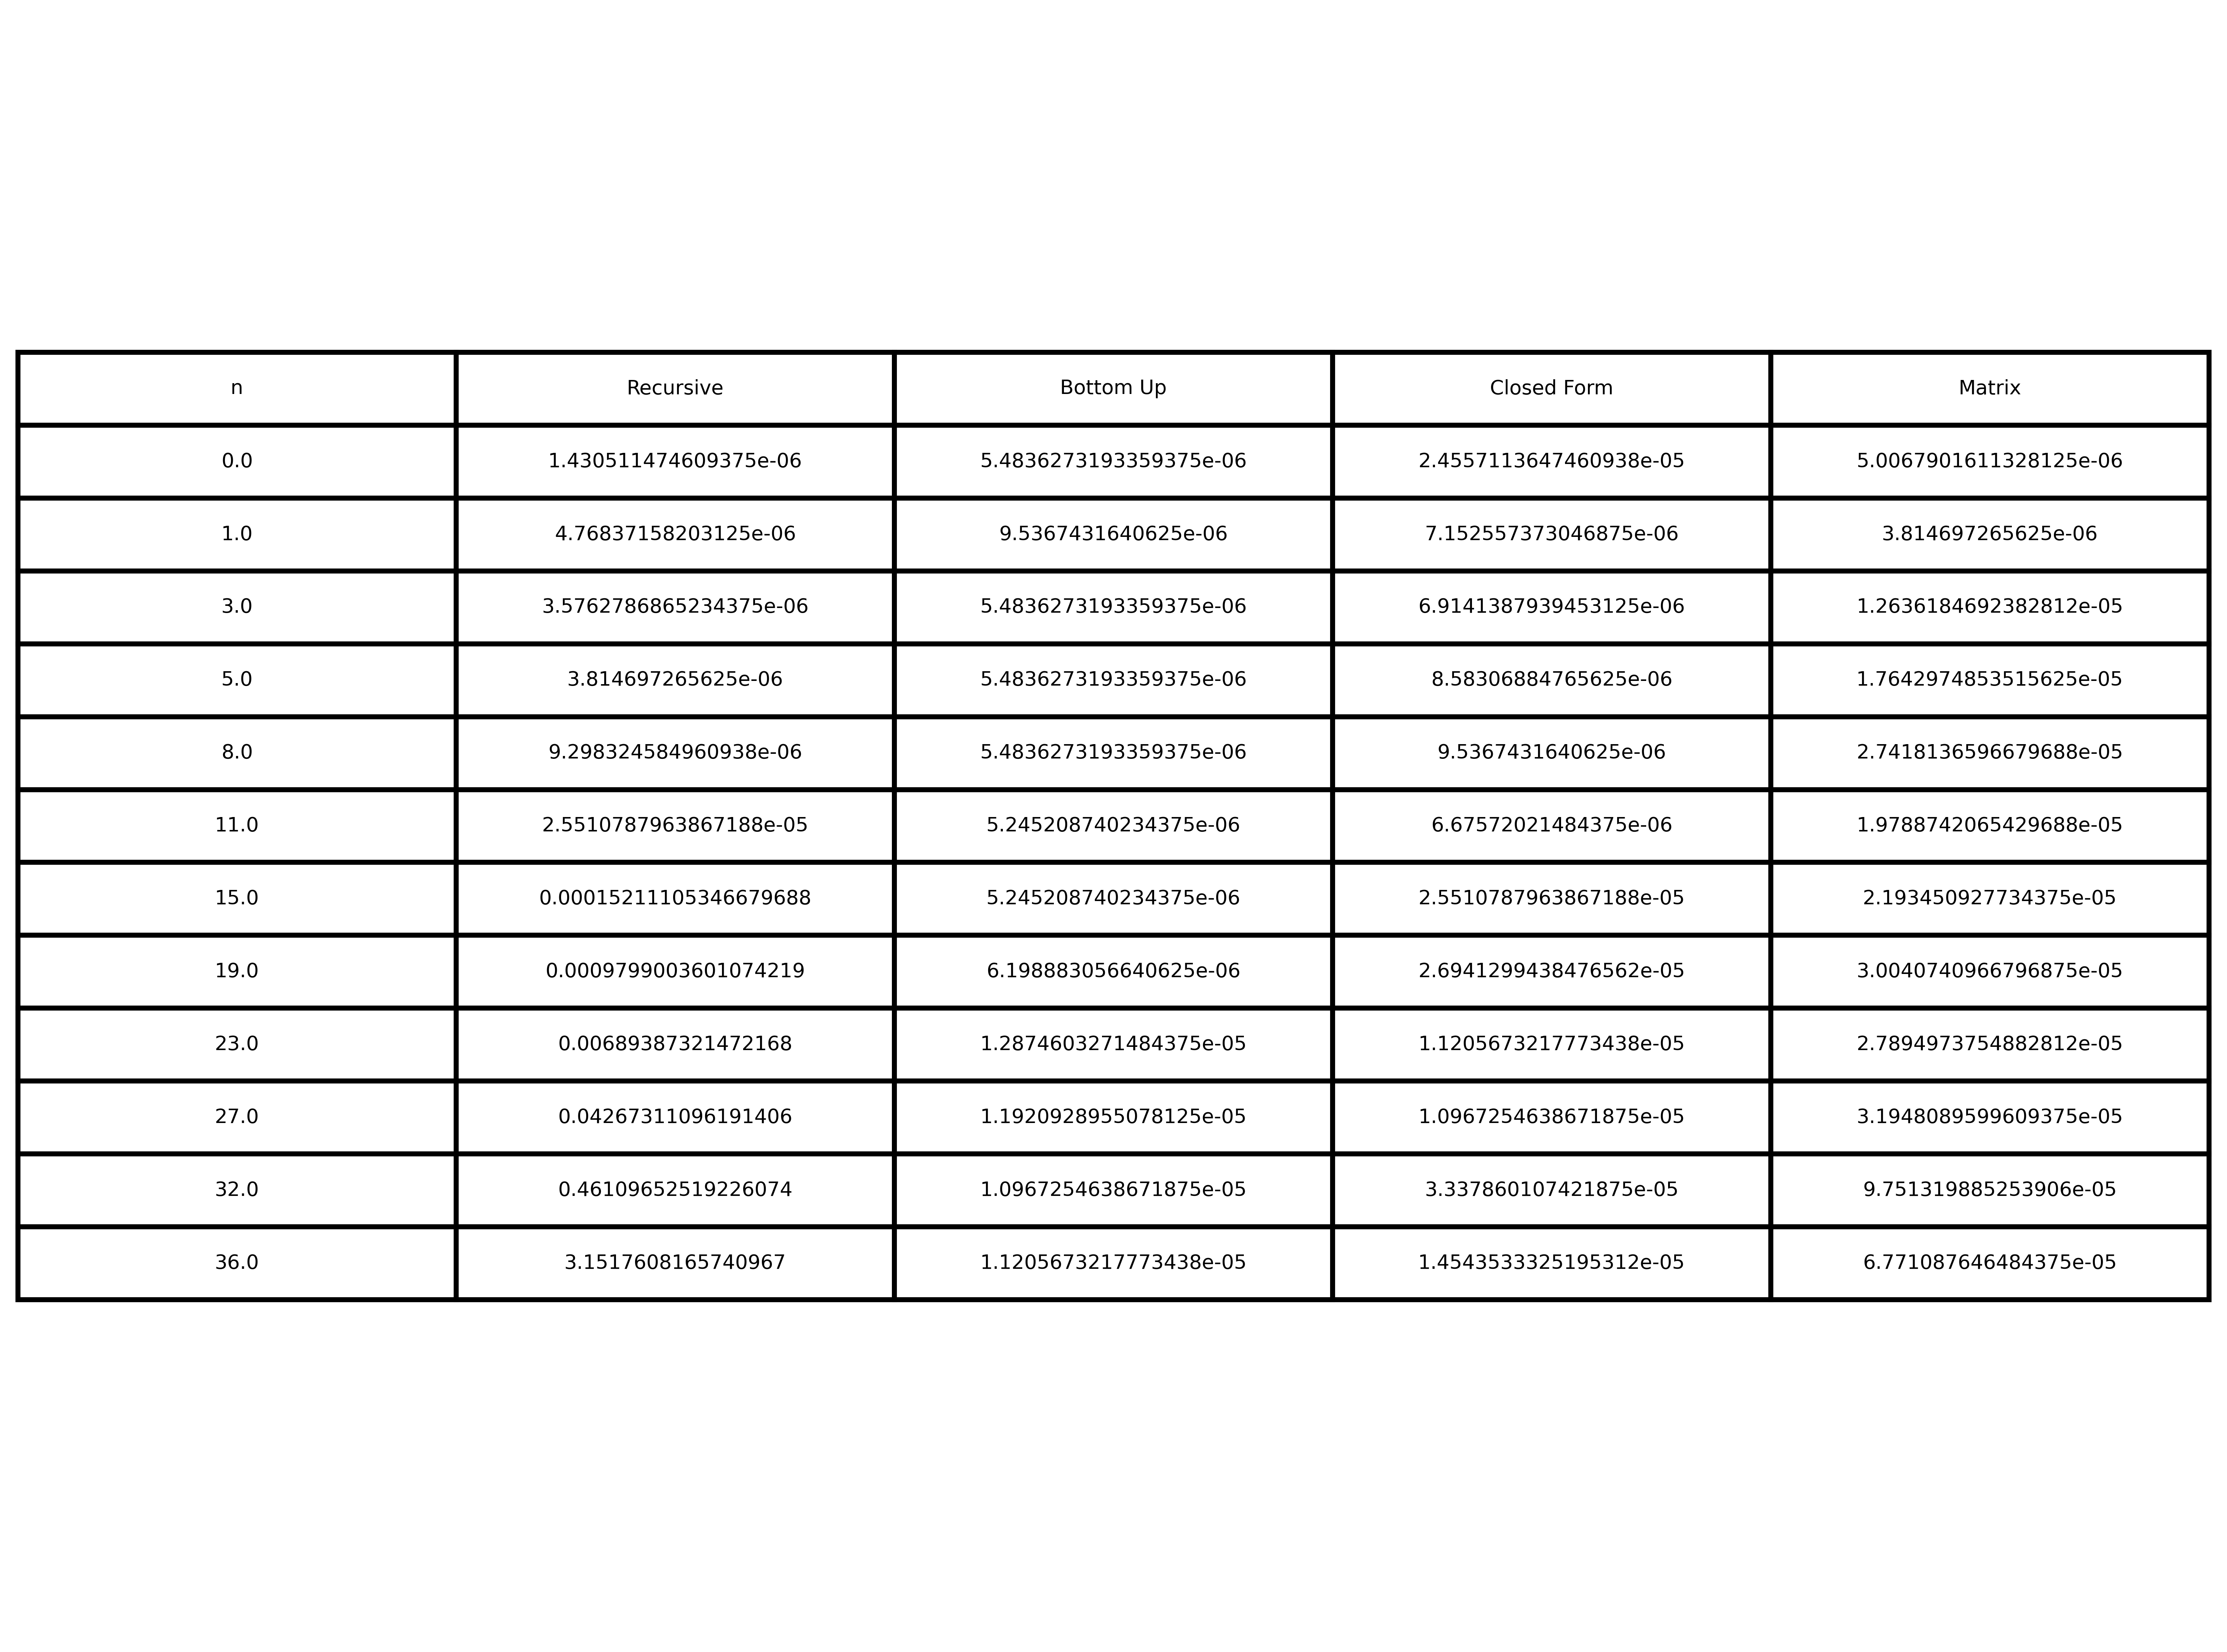 n Recursive Bottom Up Closed Form Matrix
0.0 1.430511474609375e-06 5.4836273193359375e-06 2.4557113647460938e-05 5.0067901611328125e-06
1.0 4.76837158203125e-06 9.5367431640625e-06 7.152557373046875e-06 3.814697265625e-06
3.0 3.5762786865234375e-06 5.4836273193359375e-06 6.9141387939453125e-06 1.2636184692382812e-05
5.0 3.814697265625e-06 5.4836273193359375e-06 8.58306884765625e-06 1.7642974853515625e-05
8.0 9.298324584960938e-06 5.4836273193359375e-06 9.5367431640625e-06 2.7418136596679688e-05
11.0 2.5510787963867188e-05 5.245208740234375e-06 6.67572021484375e-06 1.9788742065429688e-05
15.0 0.00015211105346679688 5.245208740234375e-06 2.5510787963867188e-05 2.193450927734375e-05
19.0 0.0009799003601074219 6.198883056640625e-06 2.6941299438476562e-05 3.0040740966796875e-05
23.0 0.00689387321472168 1.2874603271484375e-05 1.1205673217773438e-05 2.7894973754882812e-05
27.0 0.04267311096191406 1.1920928955078125e-05 1.0967254638671875e-05 3.1948089599609375e-05
32.0 0.46109652519226074 1.0967254638671875e-05 3.337860107421875e-05 9.751319885253906e-05
36.0 3.1517608165740967 1.1205673217773438e-05 1.4543533325195312e-05 6.771087646484375e-05